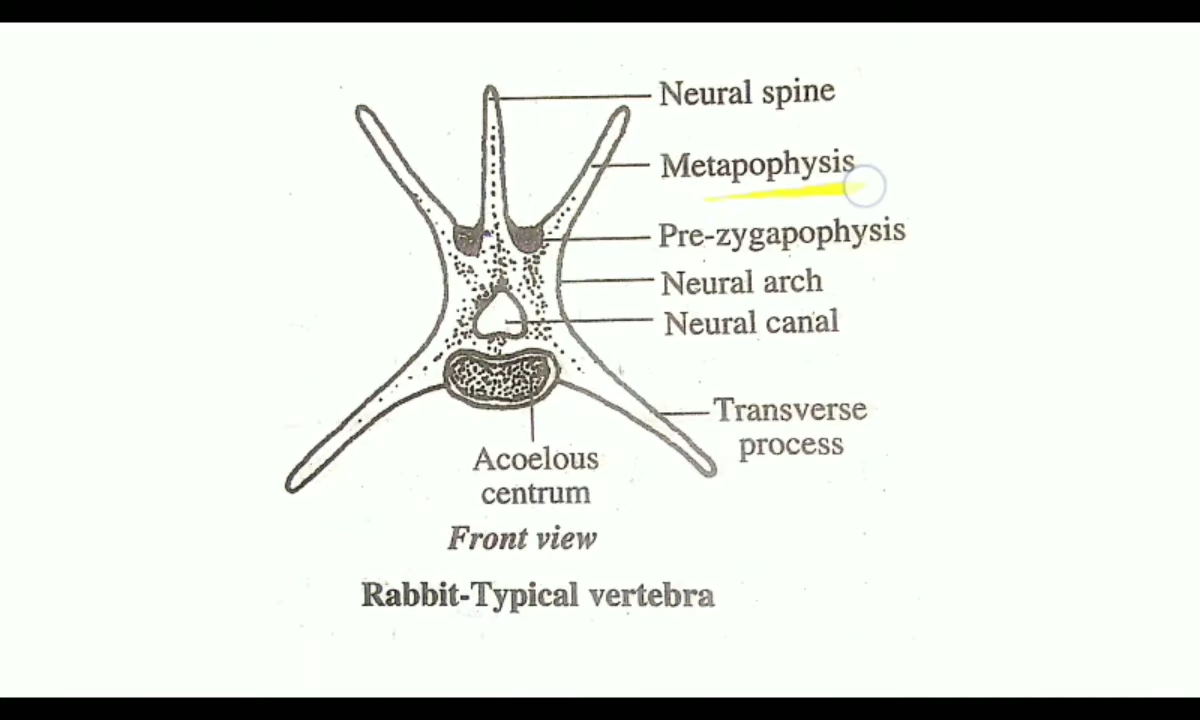 Neural spine
Metapophysis
Pre-zygapophysis
Neural arch
Neural canal
Transverse
process
Acoelous
centrum
Front view
Rabbit-Typical vertebra